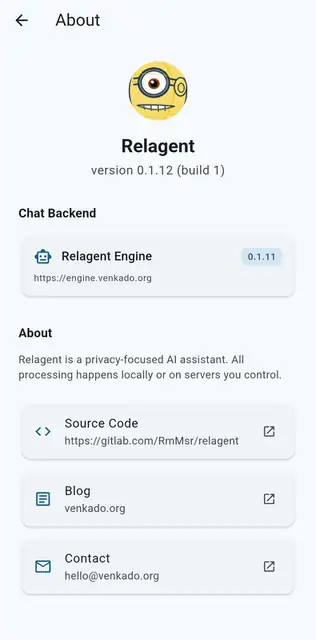 About
Relagent
version 0.1.12 (build 1)
Chat Backend
Relagent Engine
0.1.11
https://engine.venkado.org
About
Relagent is a privacy-focused AI assistant. All
processing happens locally or on servers you control.
Source Code
https://gitlab.com/RmMsr/relagent
Blog
venkado.org
Contact
hello@venkado.org